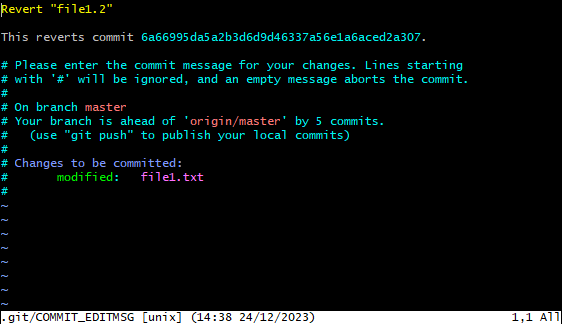 Revert "file1.2"
This reverts commit 6a66995da5a2b3d6d9d46337a56e1a6aced2a307.
# Please enter the commit message for your changes. Lines starting
# with '#' will be ignored, and an empty message aborts the commit.
#
# On branch master
# Your branch is ahead of 'origin/master' by 5 commits.
#   (use "git push" to publish your local commits)
#
# Changes to be committed:
#       modified:   file1.txt
#
~
~
~
~
~
~
~
~
.git/COMMIT_EDITMSG [unix] (14:38 24/12/2023) 1,1 All